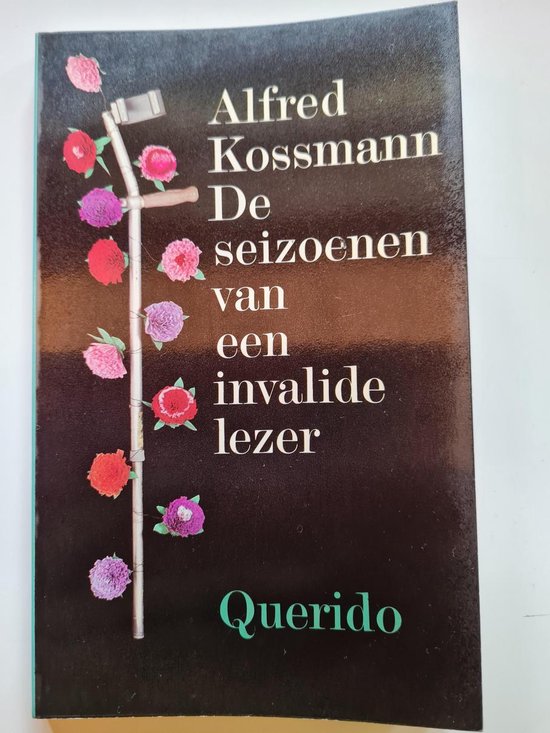 Alfred
Kossmann
De
seizoenen
van
een
invalide
lezer
Querido